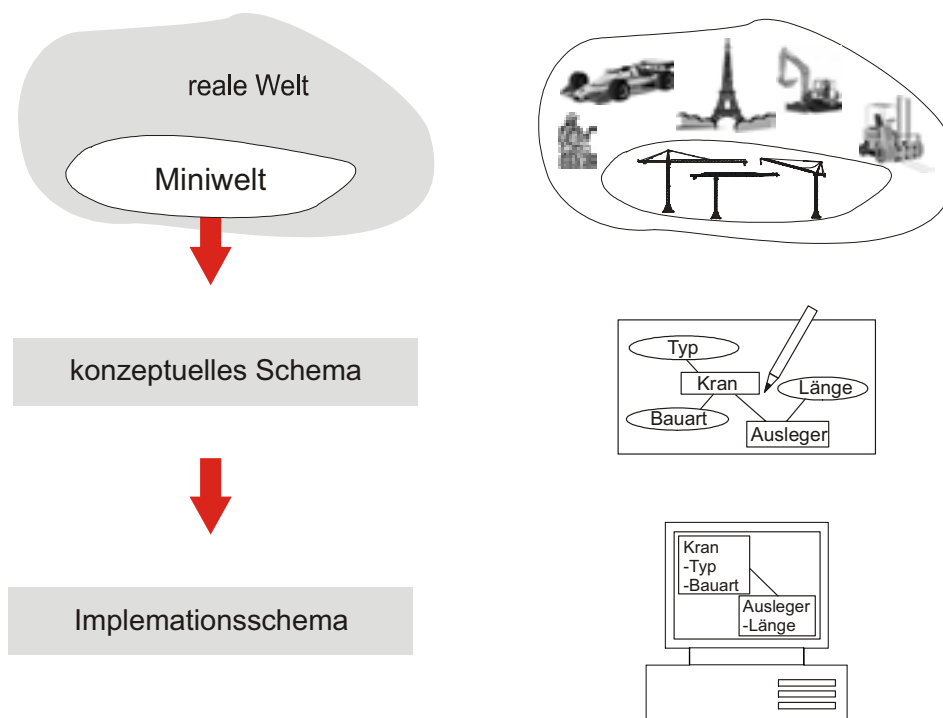 reale Welt
Miniwelt
konzeptuelles Schema
Typ
Kran
Länge
Bauart
Ausleger
Implemationsschema
Kran
-Typ
-Bauart
Ausleger
-Länge